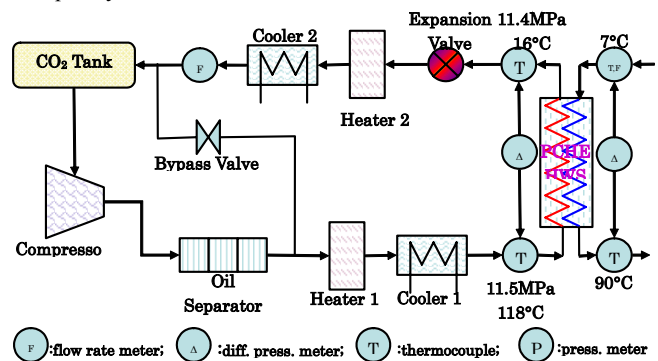 Expansion 11.4MPa
Cooler 2
Valve
16°C
7°C
CO₂ Tank
F
T
T,F
Heater 2
Bypass Valve
Δ
PCHE
Δ
HWS
Compresso
Oil
Separator
Heater 1
Cooler 1
T
T
11.5MPa
90°C
118°C
F :flow rate meter; Δ :diff. press. meter; T :thermocouple; P :press. meter